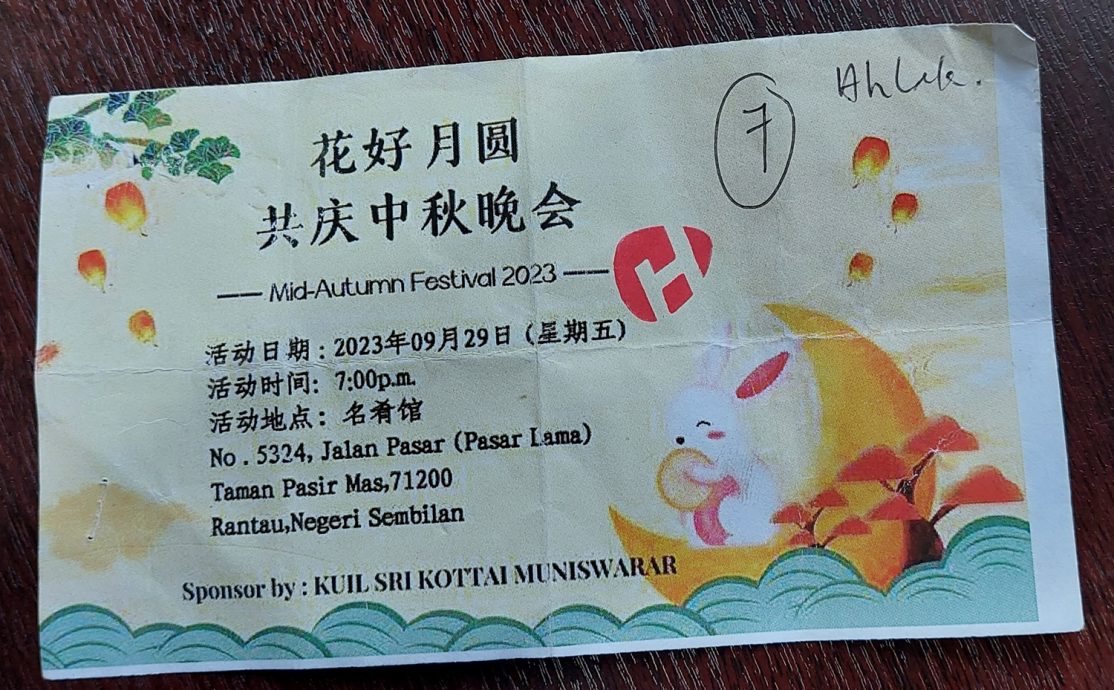 Ah Lek.
7
花好月圆
共庆中秋晚会
Mid-Autumn Festival 2023
活动日期：2023年09月29日（星期五）
活动时间：7:00p.m.
活动地点：名肴馆
No . 5324, Jalan Pasar (Pasar Lama)
Taman Pasir Mas,71200
Rantau,Negeri Sembilan
Sponsor by : KUIL SRI KOTTAI MUNISWARAR